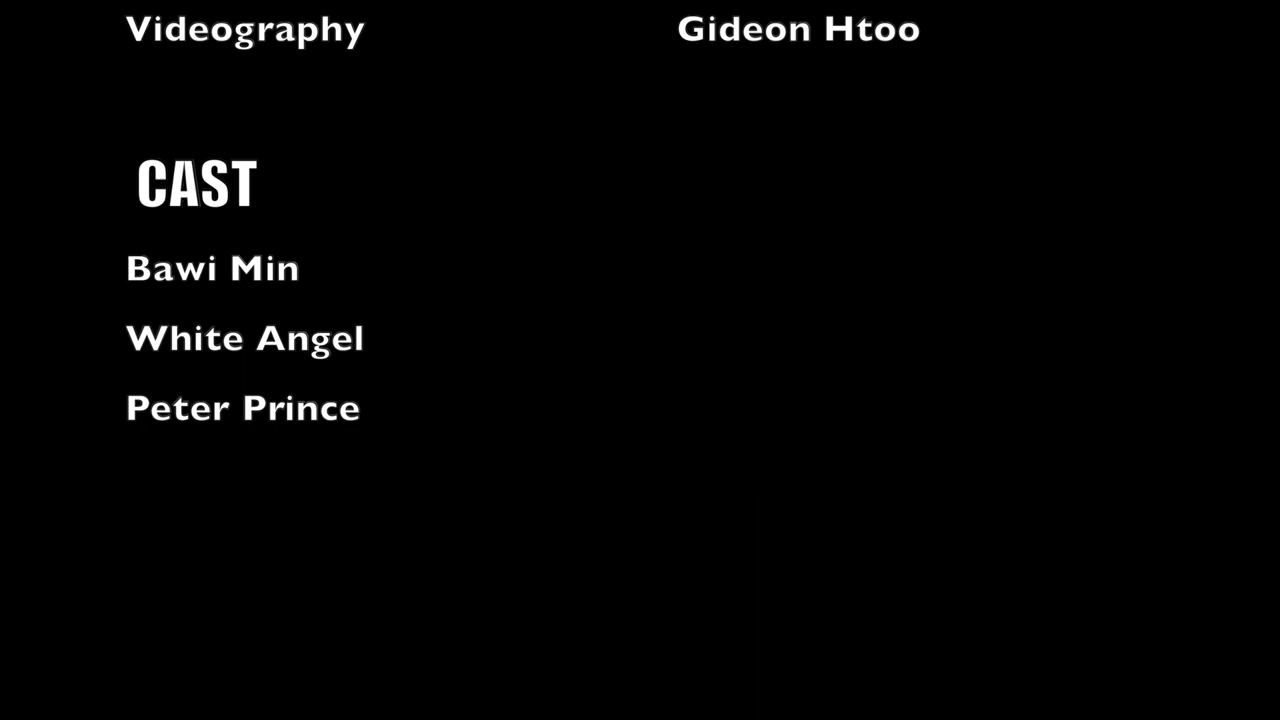 Videography Gideon Htoo
CAST
Bawi Min
White Angel
Peter Prince